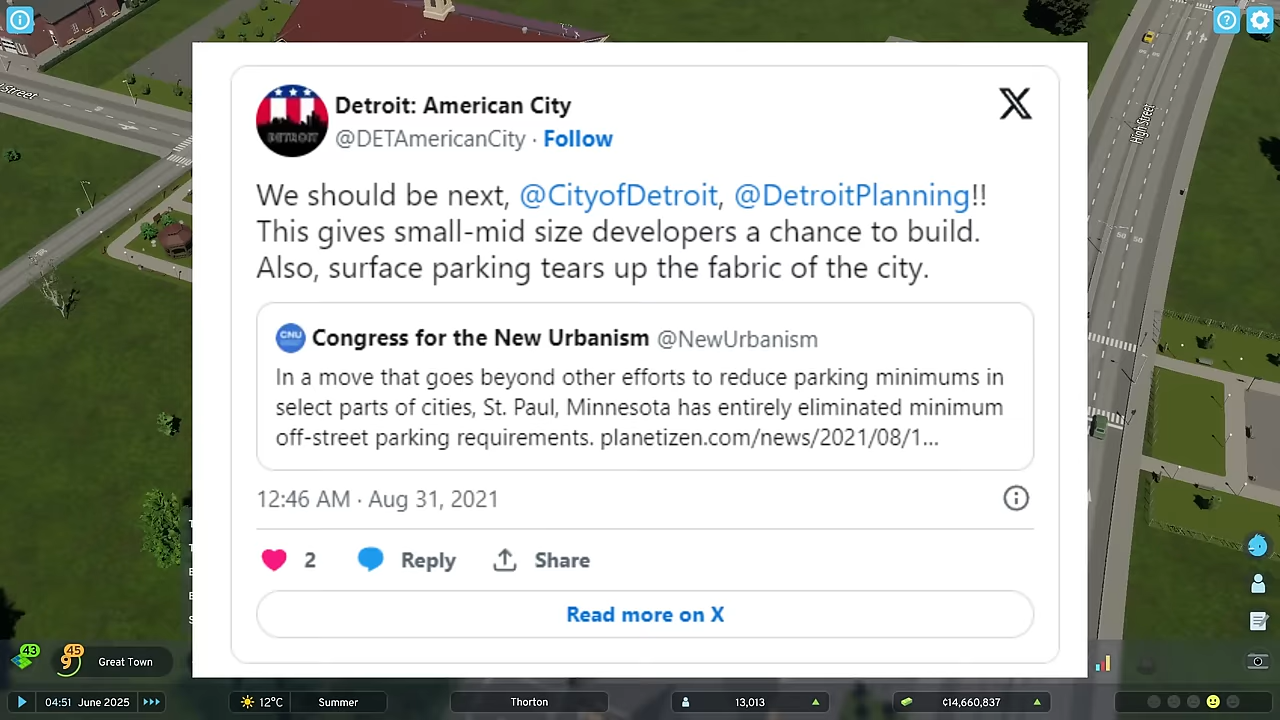 Street
High Street
50 50
DETROIT
Detroit: American City
@DETAmericanCity · Follow
We should be next, @CityofDetroit, @DetroitPlanning!!
This gives small-mid size developers a chance to build.
Also, surface parking tears up the fabric of the city.
CNU
Congress for the New Urbanism @NewUrbanism
In a move that goes beyond other efforts to reduce parking minimums in
select parts of cities, St. Paul, Minnesota has entirely eliminated minimum
off-street parking requirements. planetizen.com/news/2021/08/1...
12:46 AM · Aug 31, 2021
2 Reply Share
Read more on X
43 45 9 Great Town
04:51 June 2025 12°C Summer Thorton 13,013 ¢14,660,837